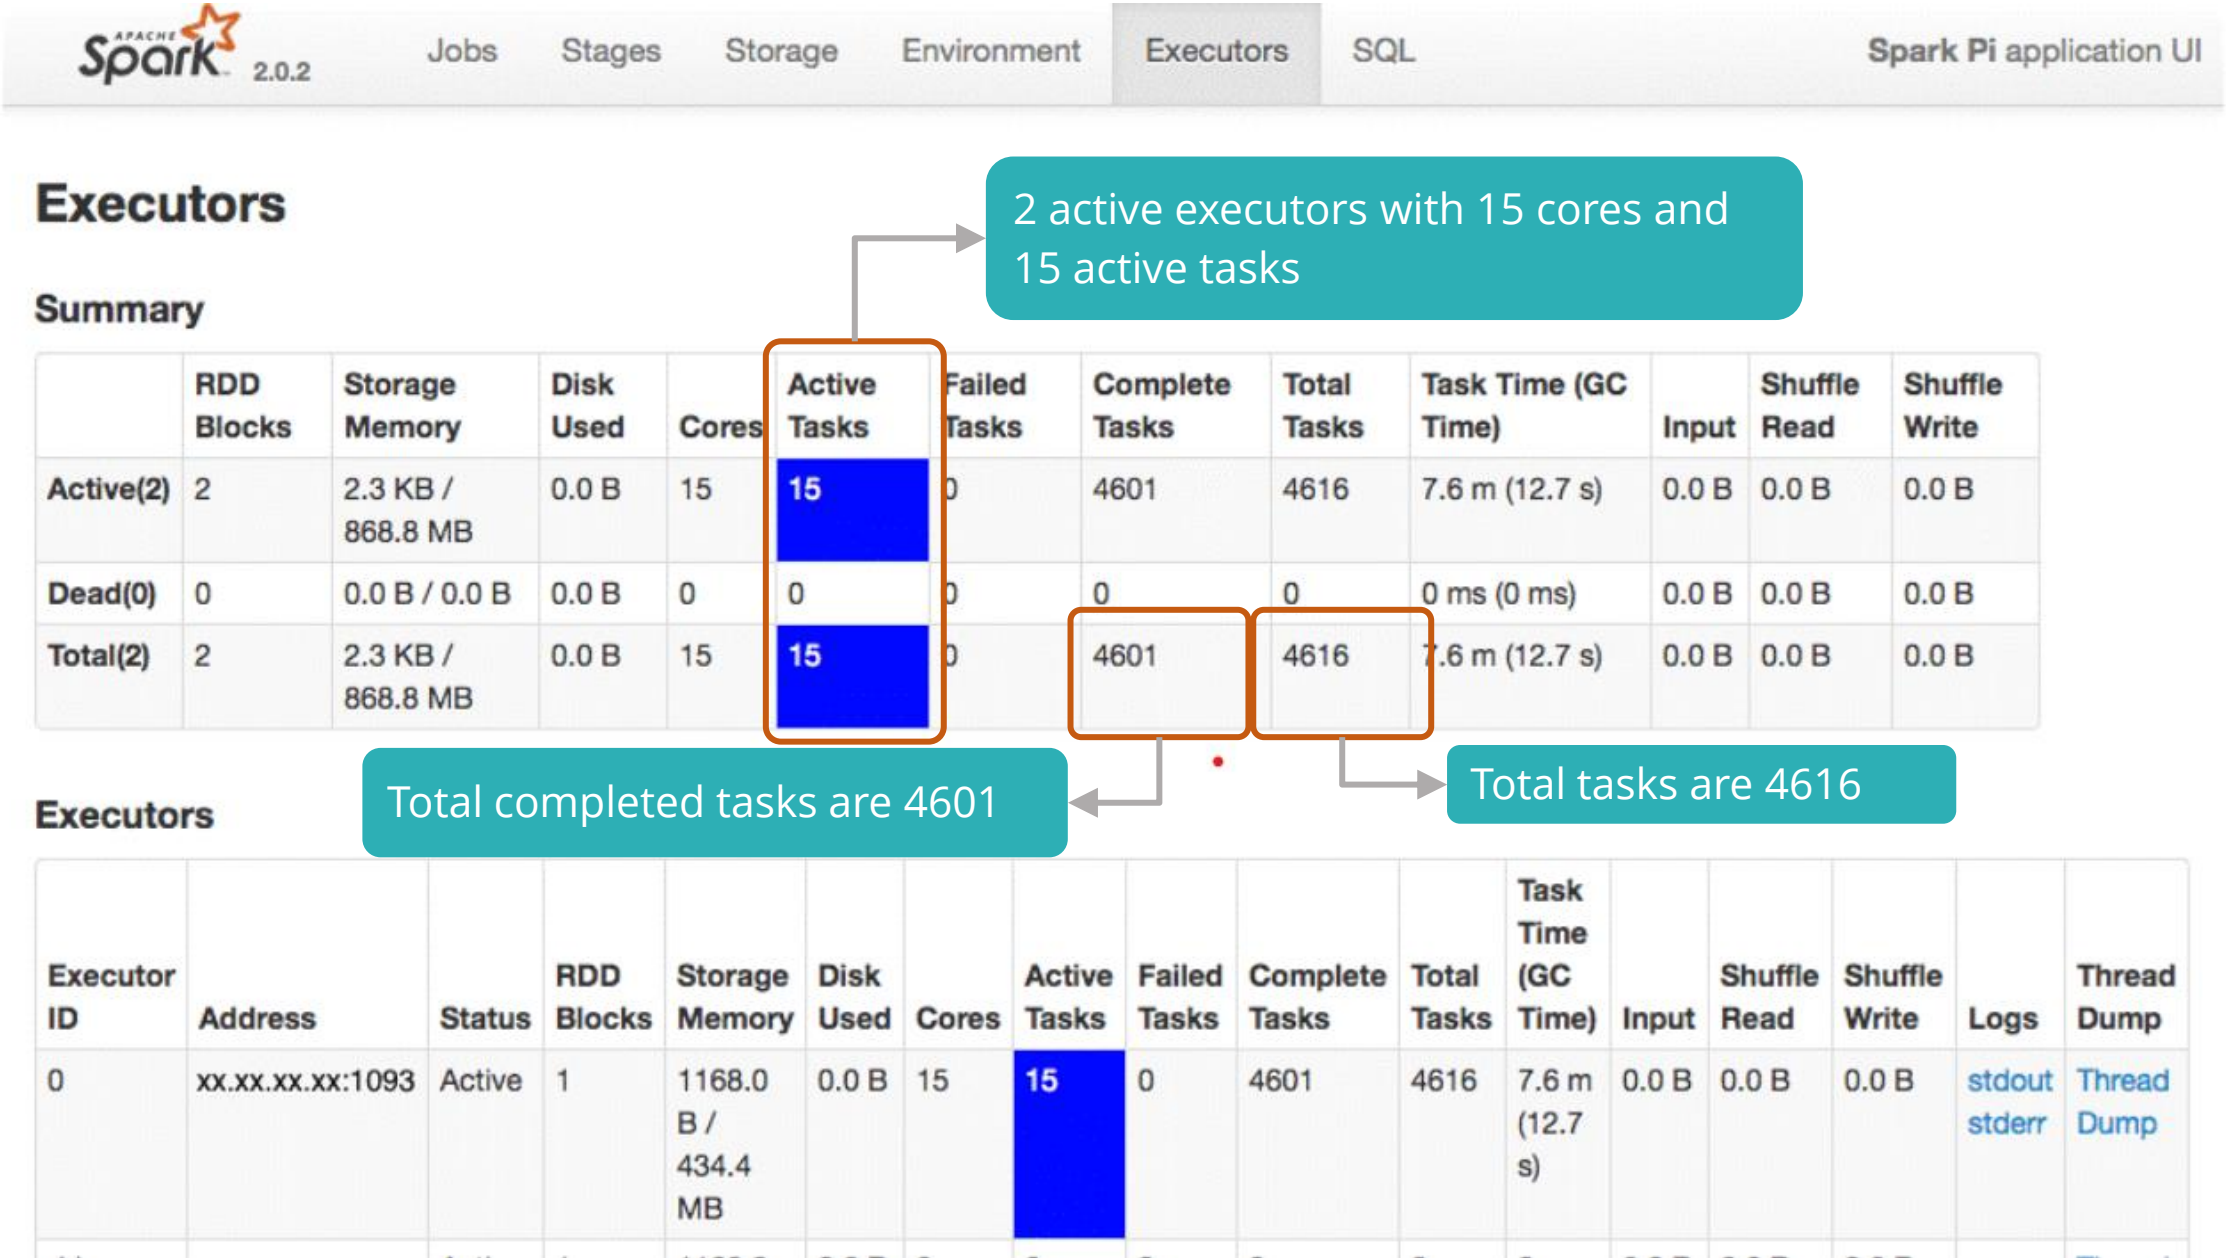 APACHE
Spark 2.0.2 Jobs Stages Storage Environment Executors SQL Spark Pi application UI
Executors
2 active executors with 15 cores and
15 active tasks
Summary
RDD Storage Disk Active Failed Complete Total Task Time (GC Shuffle Shuffle
Blocks Memory Used Cores Tasks Tasks Tasks Tasks Time) Input Read Write
Active(2) 2 2.3 KB / 0.0 B 15 15 0 4601 4616 7.6 m (12.7 s) 0.0 B 0.0 B 0.0 B
868.8 MB
Dead(0) 0 0.0 B / 0.0 B 0.0 B 0 0 0 0 0 0 ms (0 ms) 0.0 B 0.0 B 0.0 B
Total(2) 2 2.3 KB / 0.0 B 15 15 0 4601 4616 7.6 m (12.7 s) 0.0 B 0.0 B 0.0 B
868.8 MB
Total completed tasks are 4601
Total tasks are 4616
Executors
Task
Time
Executor RDD Storage Disk Active Failed Complete Total (GC Shuffle Shuffle Thread
ID Address Status Blocks Memory Used Cores Tasks Tasks Tasks Tasks Time) Input Read Write Logs Dump
0 xx.xx.xx.xx:1093 Active 1 1168.0 0.0 B 15 15 0 4601 4616 7.6 m 0.0 B 0.0 B 0.0 B stdout Thread
B / (12.7 stderr Dump
434.4 s)
MB